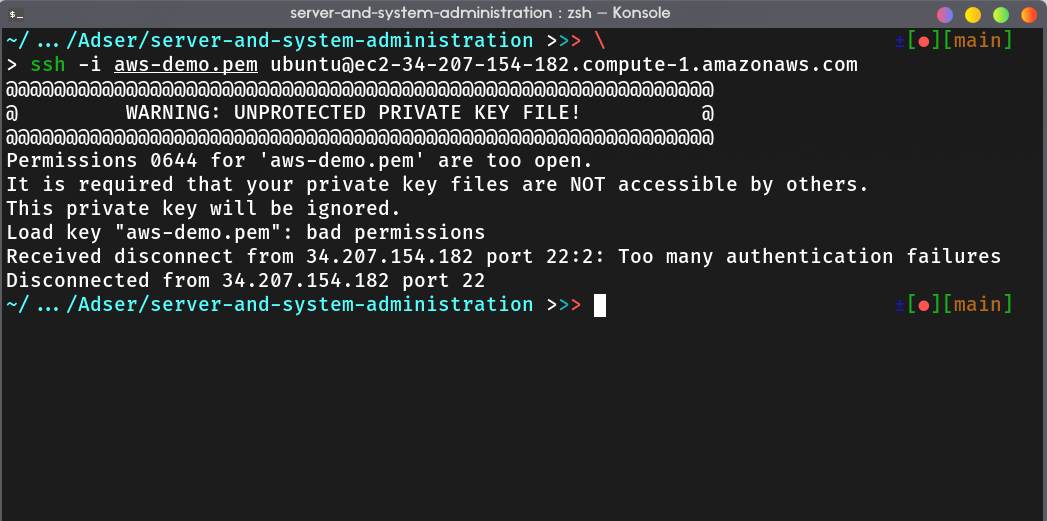 server-and-system-administration : zsh — Konsole
~/ … /Adser/server-and-system-administration >>> \ ±[●][main]
> ssh -i aws-demo.pem ubuntu@ec2-34-207-154-182.compute-1.amazonaws.com
@@@@@@@@@@@@@@@@@@@@@@@@@@@@@@@@@@@@@@@@@@@@@@@@@@@@@@@@@@@
@         WARNING: UNPROTECTED PRIVATE KEY FILE!          @
@@@@@@@@@@@@@@@@@@@@@@@@@@@@@@@@@@@@@@@@@@@@@@@@@@@@@@@@@@@
Permissions 0644 for 'aws-demo.pem' are too open.
It is required that your private key files are NOT accessible by others.
This private key will be ignored.
Load key "aws-demo.pem": bad permissions
Received disconnect from 34.207.154.182 port 22:2: Too many authentication failures
Disconnected from 34.207.154.182 port 22
~/ … /Adser/server-and-system-administration >>> ±[●][main]